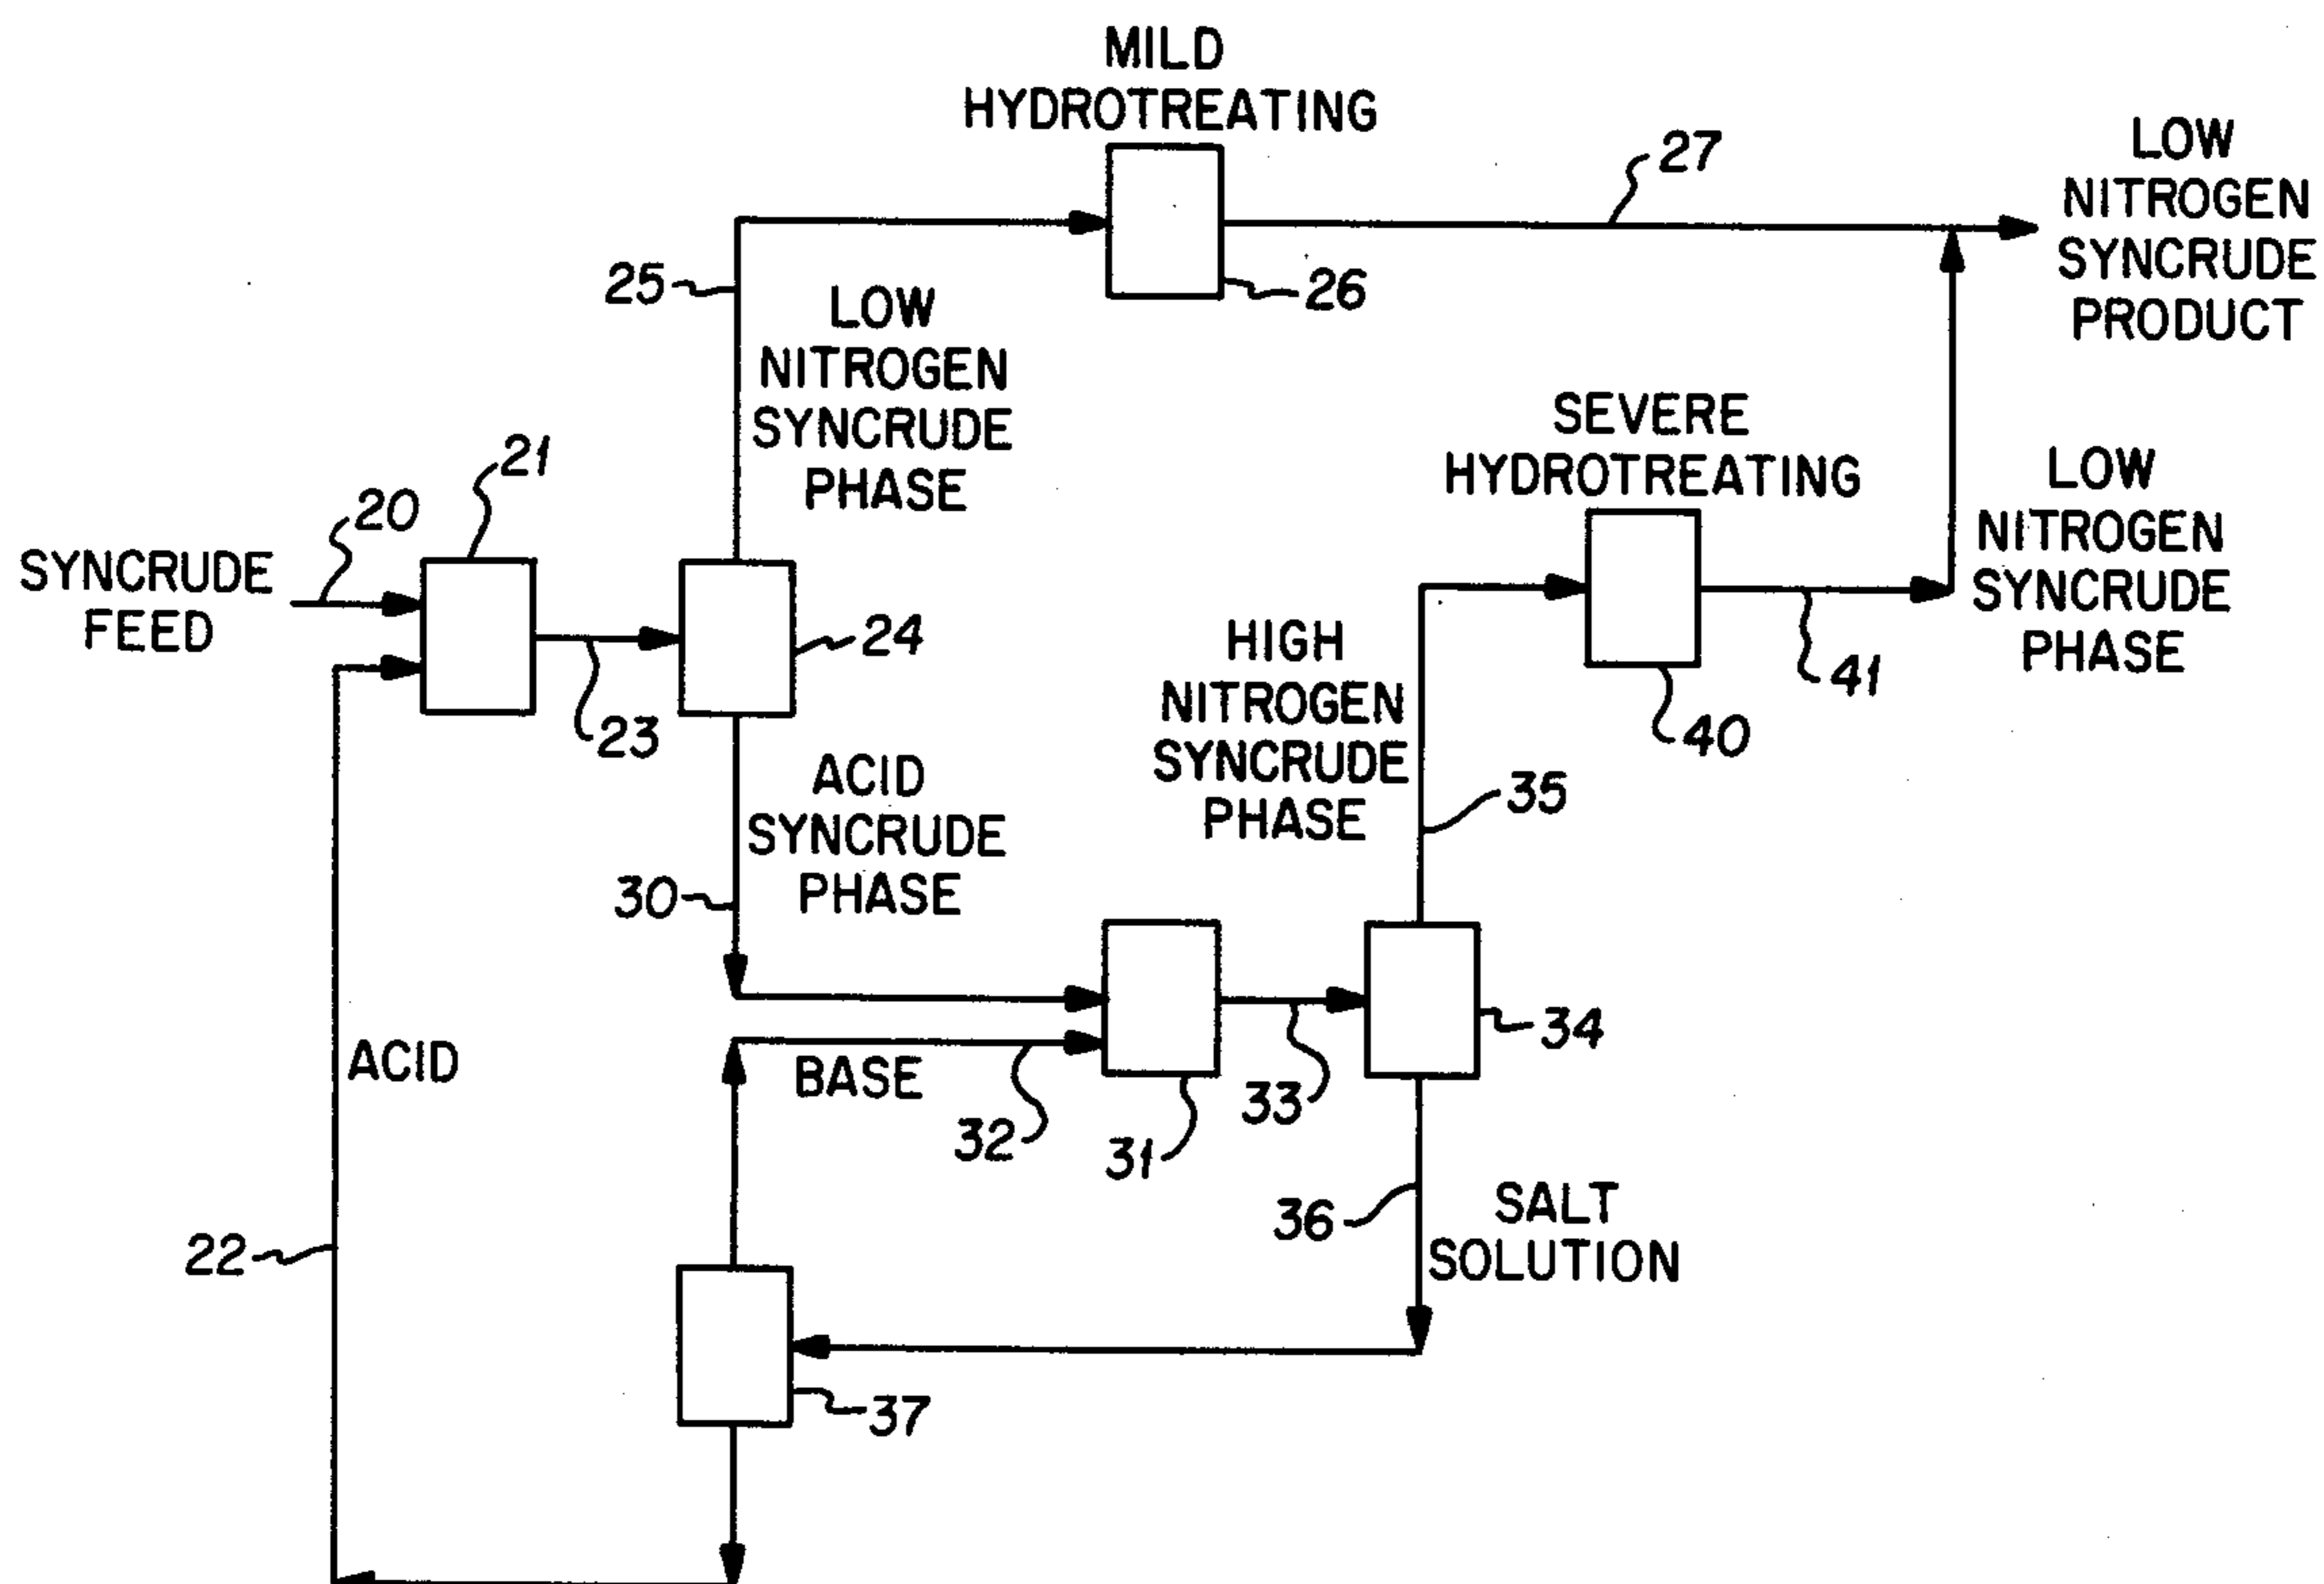 MILD
HYDROTREATING
27
LOW
NITROGEN
SYNCRUDE
PRODUCT
25
26
LOW
NITROGEN
SYNCRUDE
PHASE
SEVERE
HYDROTREATING
LOW
NITROGEN
SYNCRUDE
PHASE
21
20
SYNCRUDE
FEED
24
23
HIGH
NITROGEN
SYNCRUDE
PHASE
41
40
35
ACID
SYNCRUDE
PHASE
30
34
ACID
BASE
33
32
31
36
SALT
SOLUTION
22
37